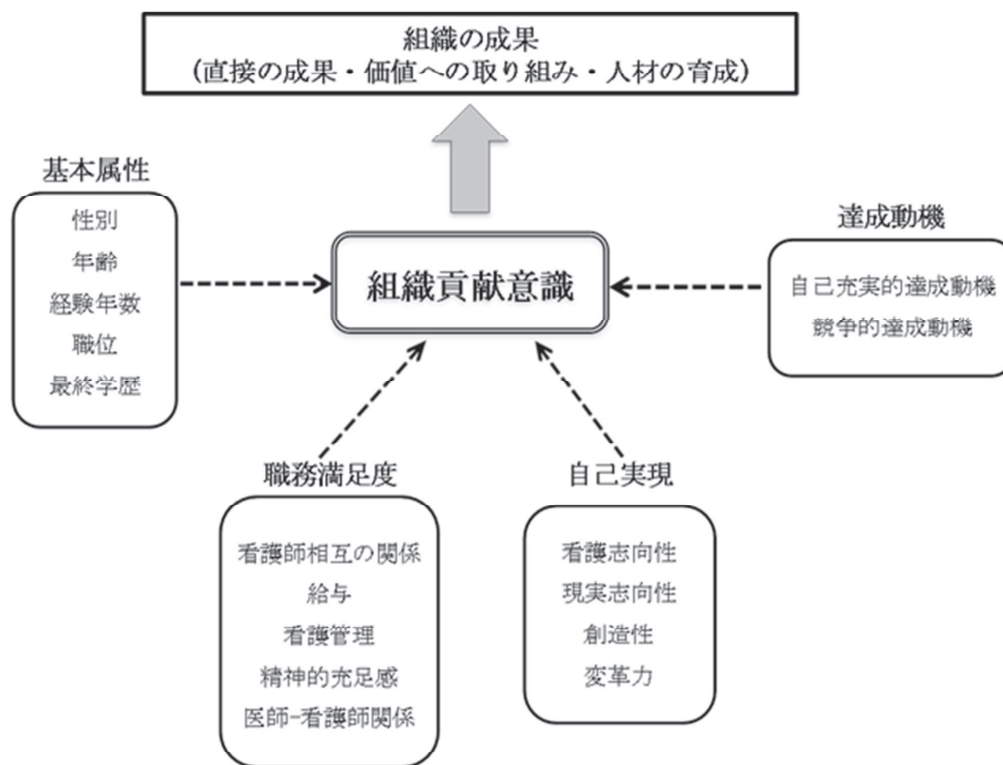 組織の成果
(直接の成果・価値への取り組み・人材の育成)
基本属性
性別
年齢
経験年数
職位
最終学歴
組織貢献意識
達成動機
自己充実的達成動機
競争的達成動機
職務満足度
看護師相互の関係
給与
看護管理
精神的充足感
医師-看護師関係
自己実現
看護志向性
現実志向性
創造性
変革力